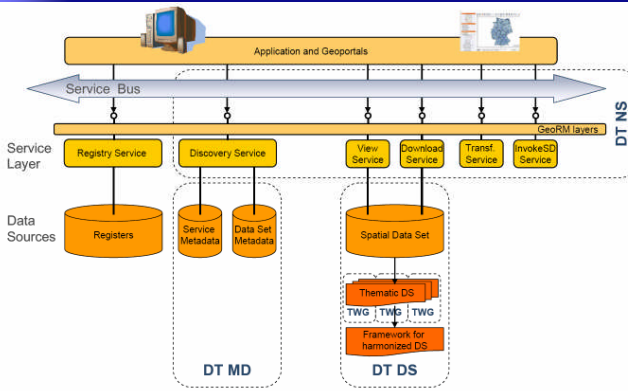 Application and Geoportals
Service Bus
DT NS
GeoRM layers
Service
Layer
Registry Service
Discovery Service
View
Service
Download
Service
Transf.
Service
InvokeSD
Service
Data
Sources
Registers
Service
Metadata
Data Set
Metadata
Spatial Data Set
Thematic DS
TWG TWG TWG
Framework for
harmonized DS
DT MD
DT DS